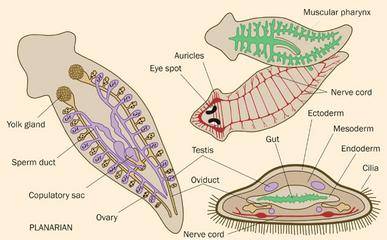 Muscular pharynx
Auricles
Eye spot
Nerve cord
Ectoderm
Yolk gland
Mesoderm
Testis
Gut
Endoderm
Sperm duct
Cilia
Oviduct
Copulatory sac
Ovary
PLANARIAN
Nerve cord